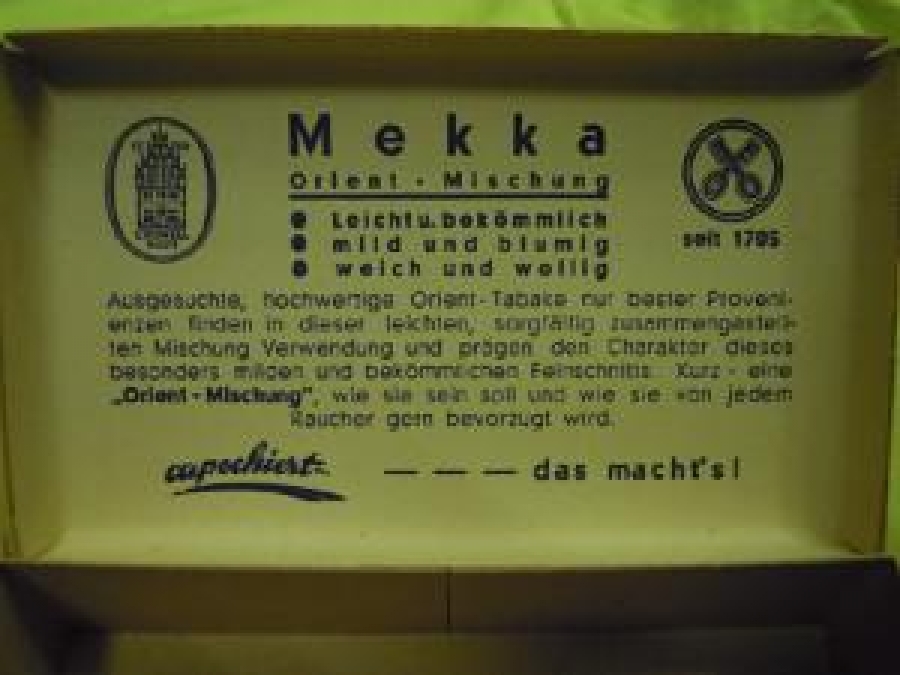 Mekka
Orient - Mischung
Leicht u. bekömmlich
mild und blumig
weich und wollig
seit 1795
Ausgesuchte, hochwertige Orient-Tabake nur bester Proveni-
enzen finden in dieser leichten, sorgfältig zusammengestell-
ten Mischung Verwendung und prägen den Charakter dieses
besonders milden und bekömmlichen Feinschnitts. Kurz - eine
„Orient - Mischung", wie sie sein soll und wie sie von jedem
Raucher gern bevorzugt wird.
— — — das macht's!